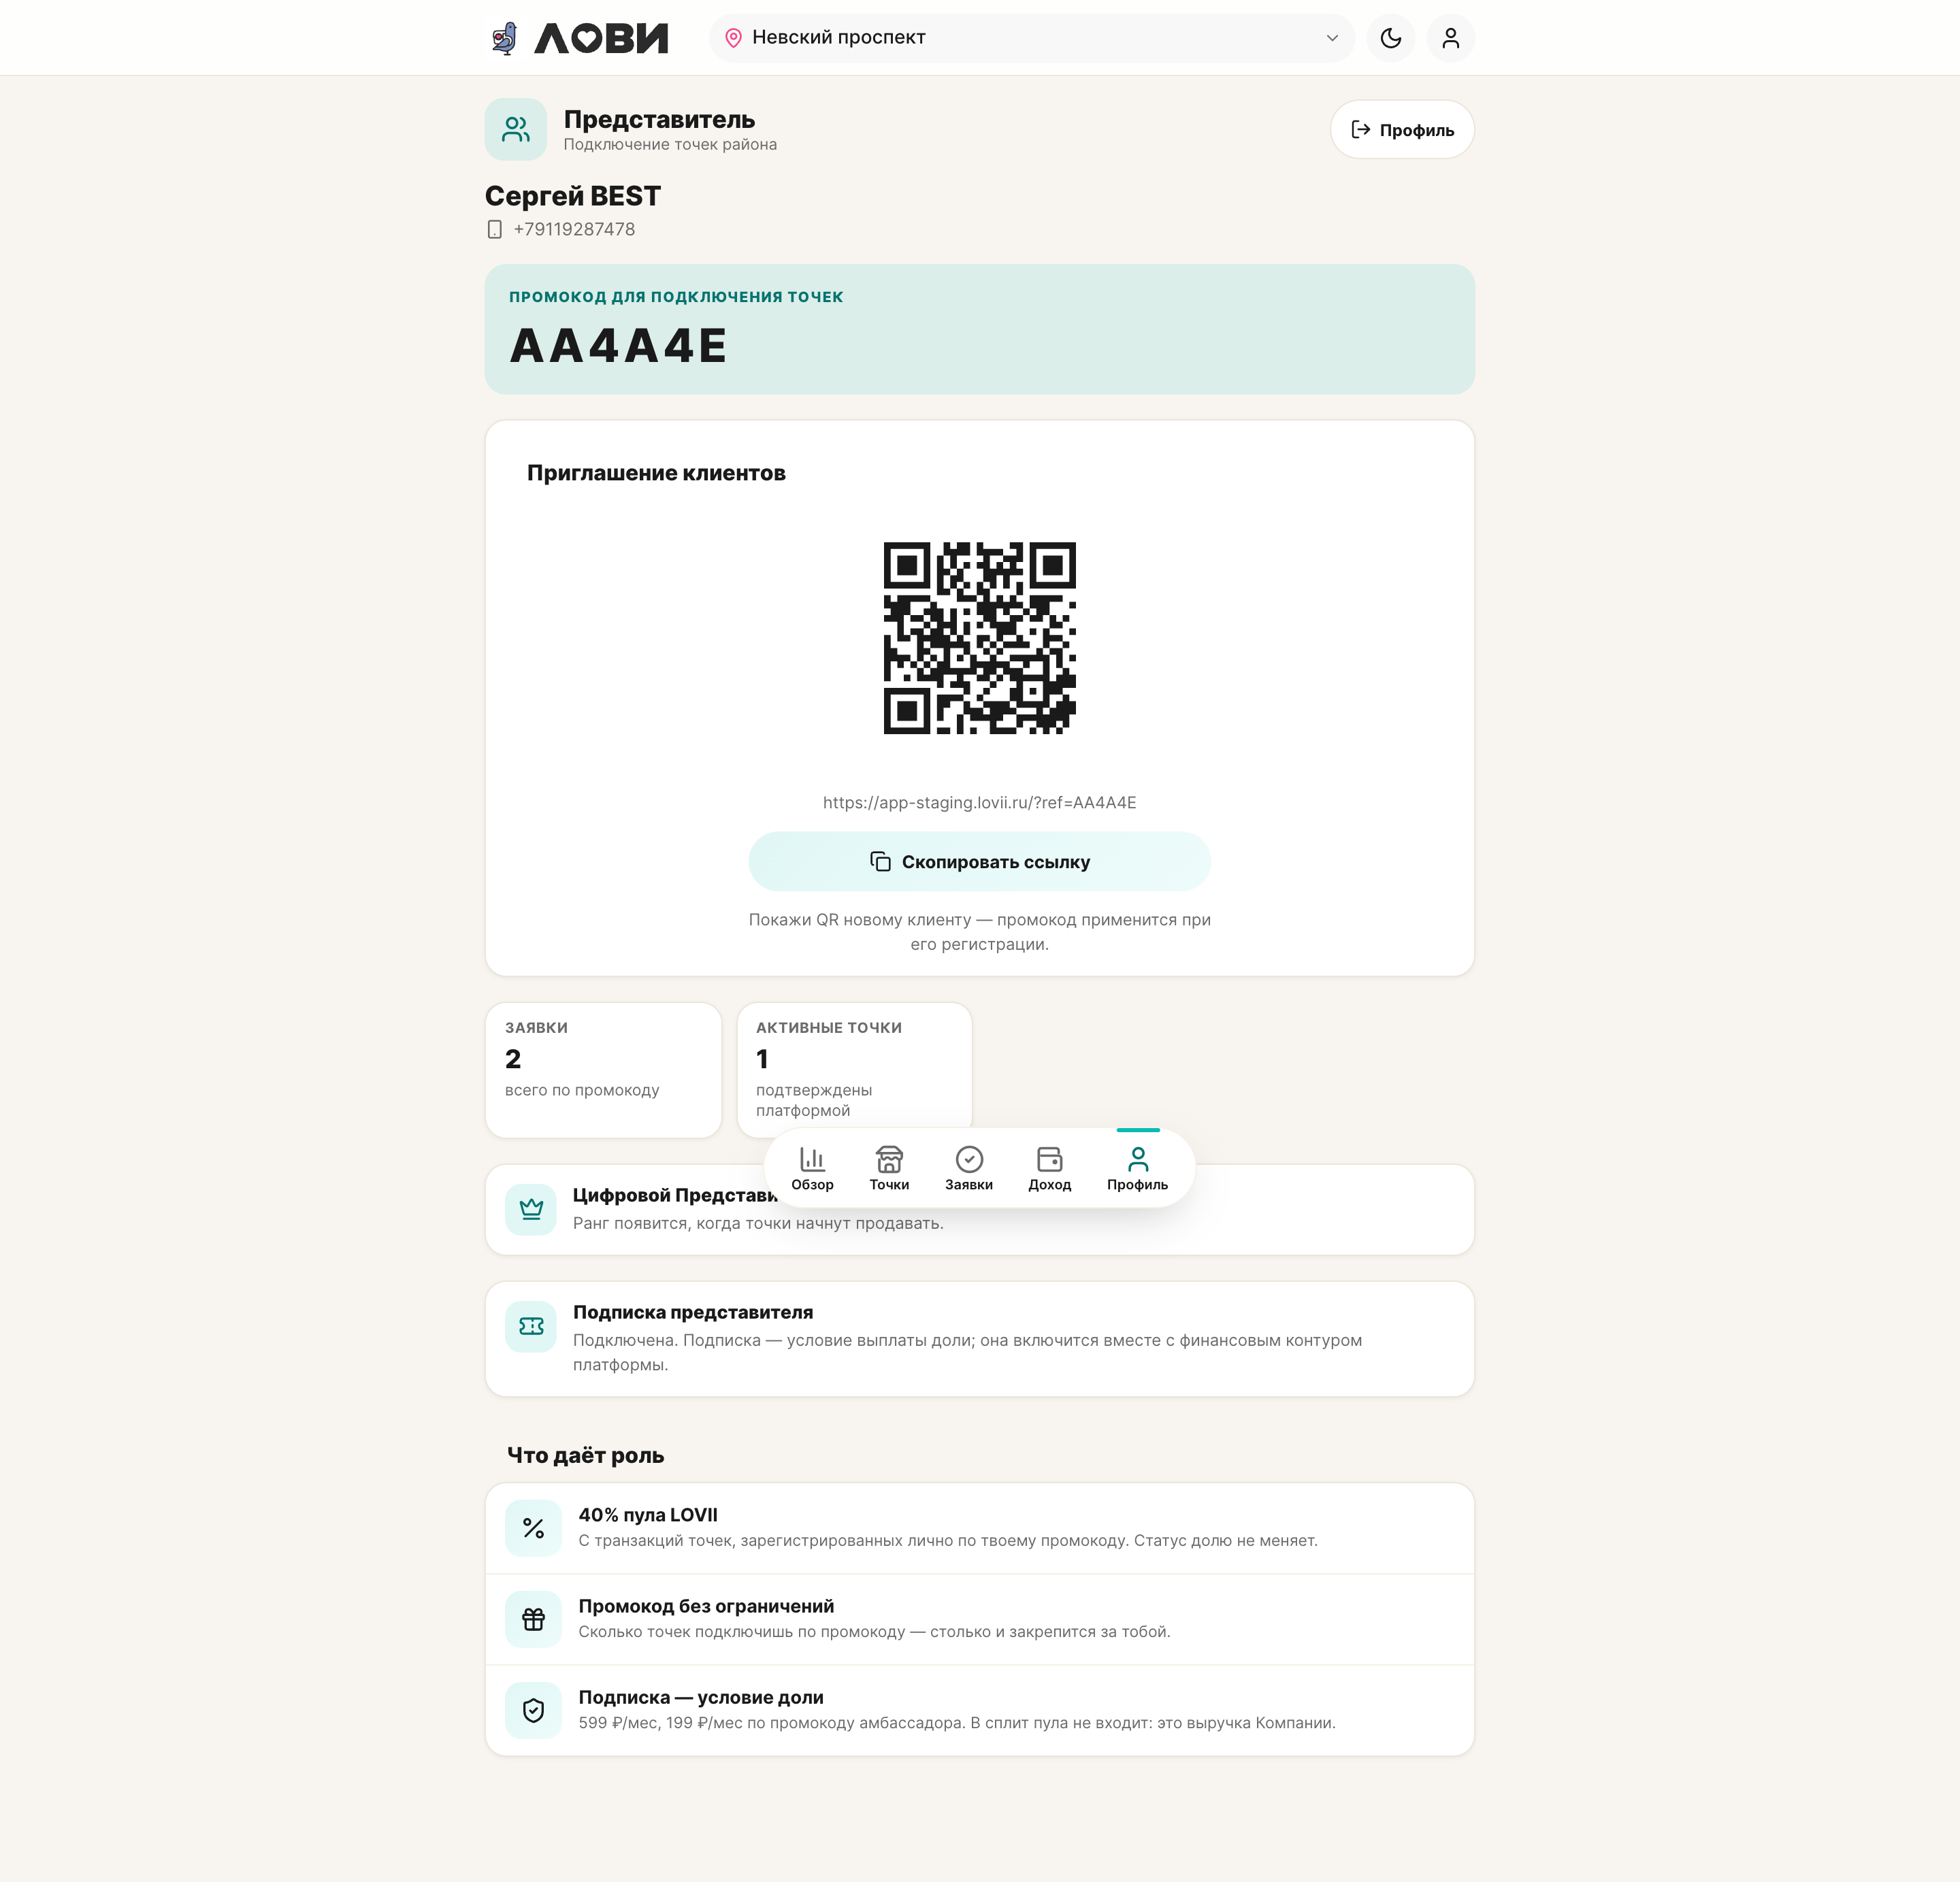 ЛОВИ
Невский проспект
Представитель
Подключение точек района
Профиль
Сергей BEST
+79119287478
ПРОМОКОД ДЛЯ ПОДКЛЮЧЕНИЯ ТОЧЕК
AA4A4E
Приглашение клиентов
https://app-staging.lovii.ru/?ref=AA4A4E
Скопировать ссылку
Покажи QR новому клиенту — промокод применится при
его регистрации.
ЗАЯВКИ
2
всего по промокоду
АКТИВНЫЕ ТОЧКИ
1
подтверждены
платформой
Обзор
Точки
Заявки
Доход
Профиль
Цифровой Представи
Ранг появится, когда точки начнут продавать.
Подписка представителя
Подключена. Подписка — условие выплаты доли; она включится вместе с финансовым контуром
платформы.
Что даёт роль
40% пула LOVII
С транзакций точек, зарегистрированных лично по твоему промокоду. Статус долю не меняет.
Промокод без ограничений
Сколько точек подключишь по промокоду — столько и закрепится за тобой.
Подписка — условие доли
599 ₽/мес, 199 ₽/мес по промокоду амбассадора. В сплит пула не входит: это выручка Компании.